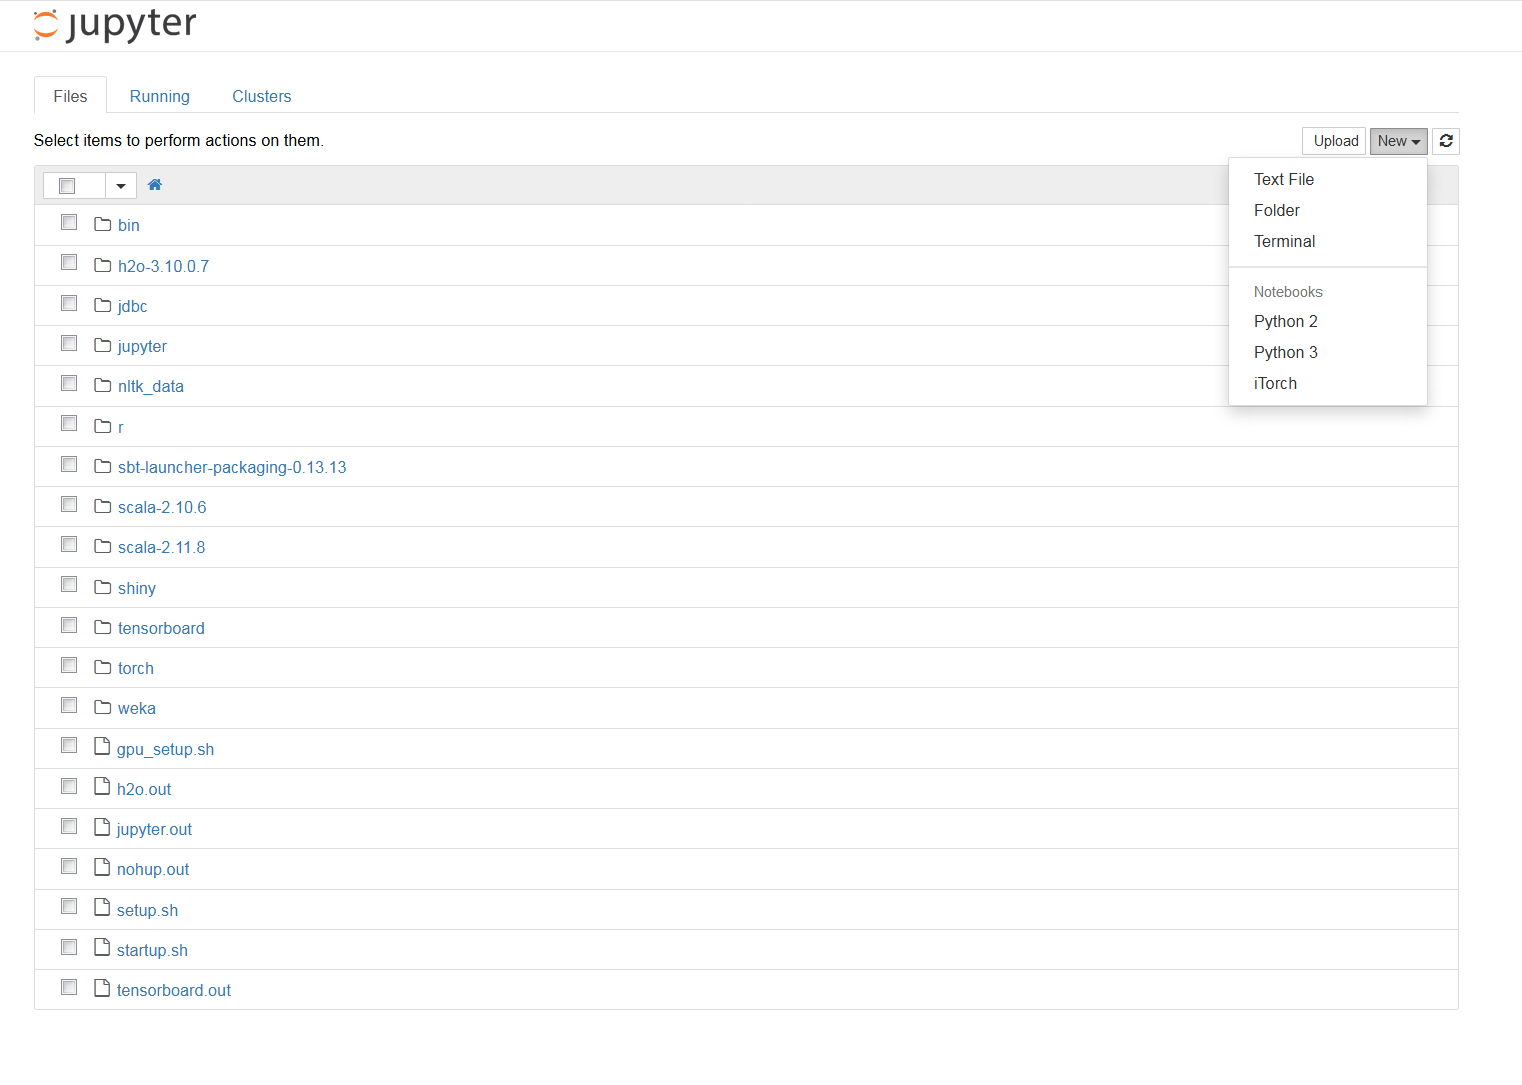 jupyter
Files Running Clusters
Select items to perform actions on them.
Upload New
Text File
Folder
Terminal
Notebooks
Python 2
Python 3
iTorch
bin
h2o-3.10.0.7
jdbc
jupyter
nltk_data
r
sbt-launcher-packaging-0.13.13
scala-2.10.6
scala-2.11.8
shiny
tensorboard
torch
weka
gpu_setup.sh
h2o.out
jupyter.out
nohup.out
setup.sh
startup.sh
tensorboard.out